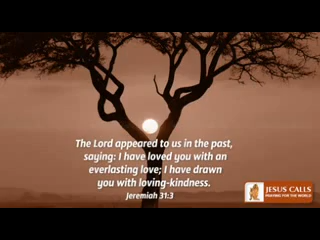 The Lord appeared to us in the past,
saying: I have loved you with an
everlasting love; I have drawn
you with loving-kindness.
Jeremiah 31:3
JESUS CALLS
PRAYING FOR THE WORLD